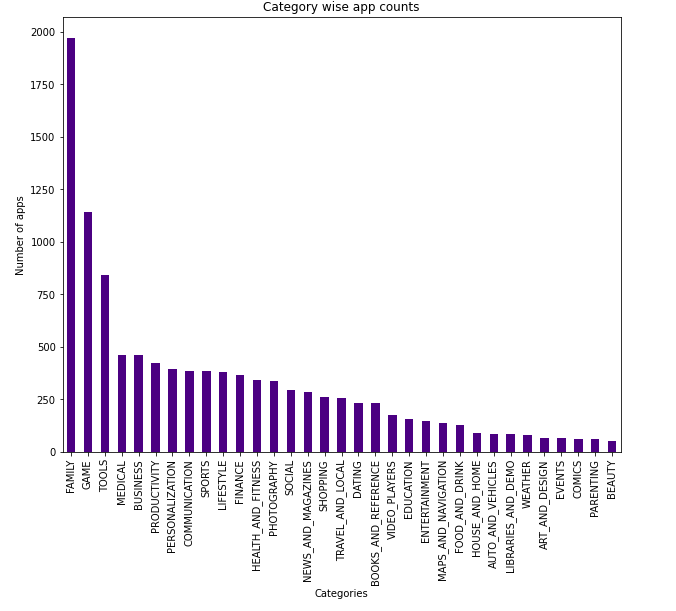 Category wise app counts
2000
1750
1500
1250
1000
750
500
250
0
Number of apps
FAMILY
GAME
TOOLS
MEDICAL
BUSINESS
PRODUCTIVITY
PERSONALIZATION
COMMUNICATION
SPORTS
LIFESTYLE
FINANCE
HEALTH_AND_FITNESS
PHOTOGRAPHY
SOCIAL
NEWS_AND_MAGAZINES
SHOPPING
TRAVEL_AND_LOCAL
DATING
BOOKS_AND_REFERENCE
VIDEO_PLAYERS
EDUCATION
ENTERTAINMENT
MAPS_AND_NAVIGATION
FOOD_AND_DRINK
HOUSE_AND_HOME
AUTO_AND_VEHICLES
LIBRARIES_AND_DEMO
WEATHER
ART_AND_DESIGN
EVENTS
COMICS
PARENTING
BEAUTY
Categories